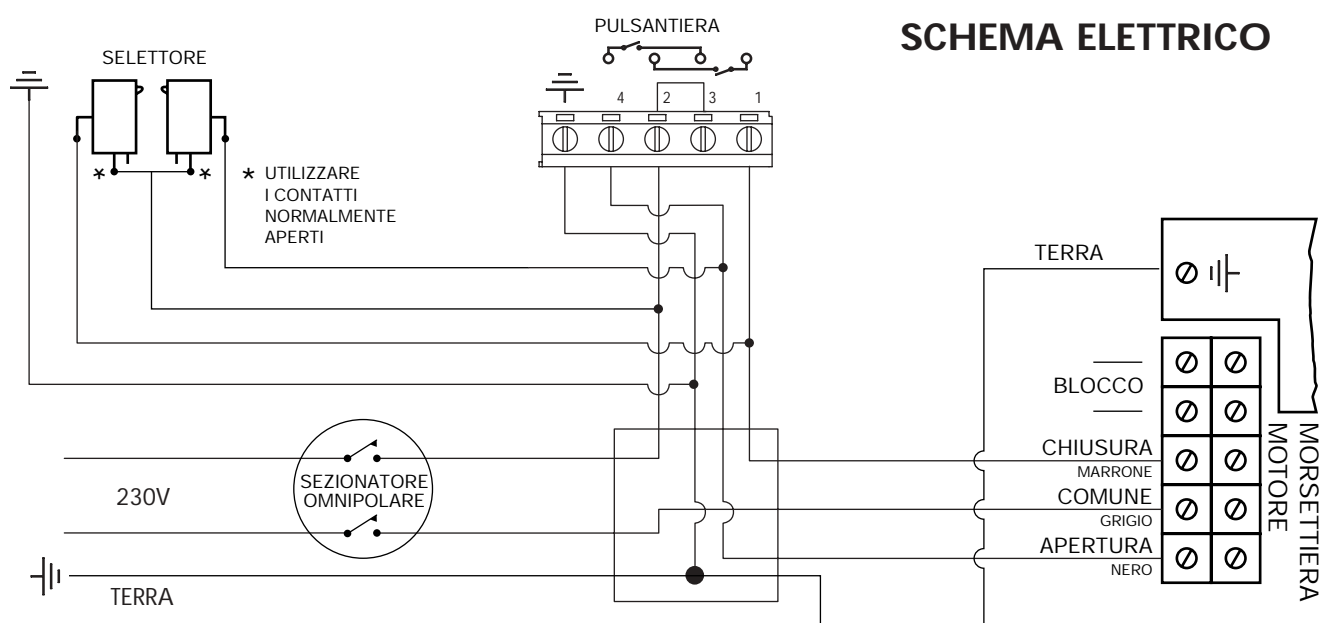 SCHEMA ELETTRICO
PULSANTIERA
SELETTORE
4 2 3 1
* *
* UTILIZZARE
I CONTATTI
NORMALMENTE
APERTI
TERRA
BLOCCO
CHIUSURA
MARRONE
COMUNE
GRIGIO
APERTURA
NERO
MORSETTIERA
MOTORE
230V
SEZIONATORE
OMNIPOLARE
TERRA